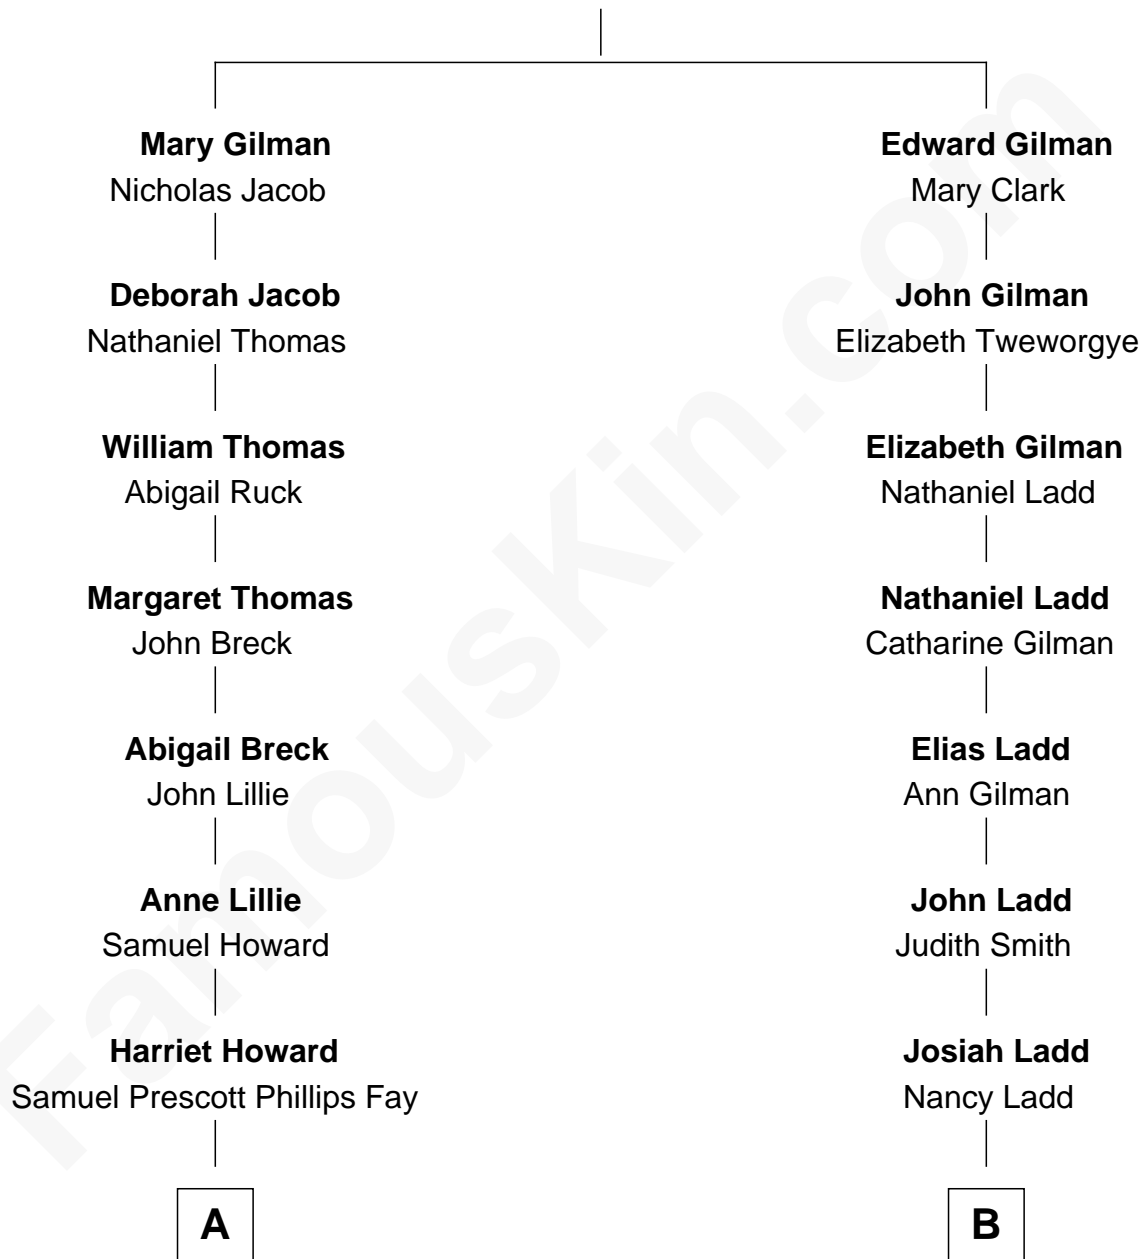 Mary Gilman
Nicholas Jacob
Deborah Jacob
Nathaniel Thomas
William Thomas
Abigail Ruck
Margaret Thomas
John Breck
Abigail Breck
John Lillie
Anne Lillie
Samuel Howard
Harriet Howard
Samuel Prescott Phillips Fay
A
Edward Gilman
Mary Clark
John Gilman
Elizabeth Tweworgye
Elizabeth Gilman
Nathaniel Ladd
Nathaniel Ladd
Catharine Gilman
Elias Ladd
Ann Gilman
John Ladd
Judith Smith
Josiah Ladd
Nancy Ladd
B
FamousKin.com